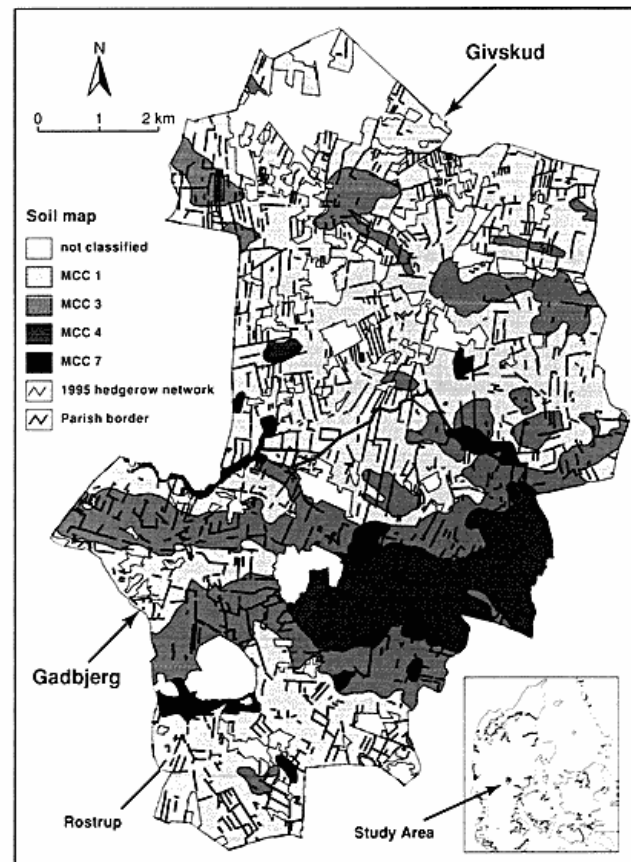 Givskud
N
0 1 2 km
Soil map
not classified
MCC 1
MCC 3
MCC 4
MCC 7
1995 hedgerow network
Parish border
Gadbjerg
Rostrup
Study Area